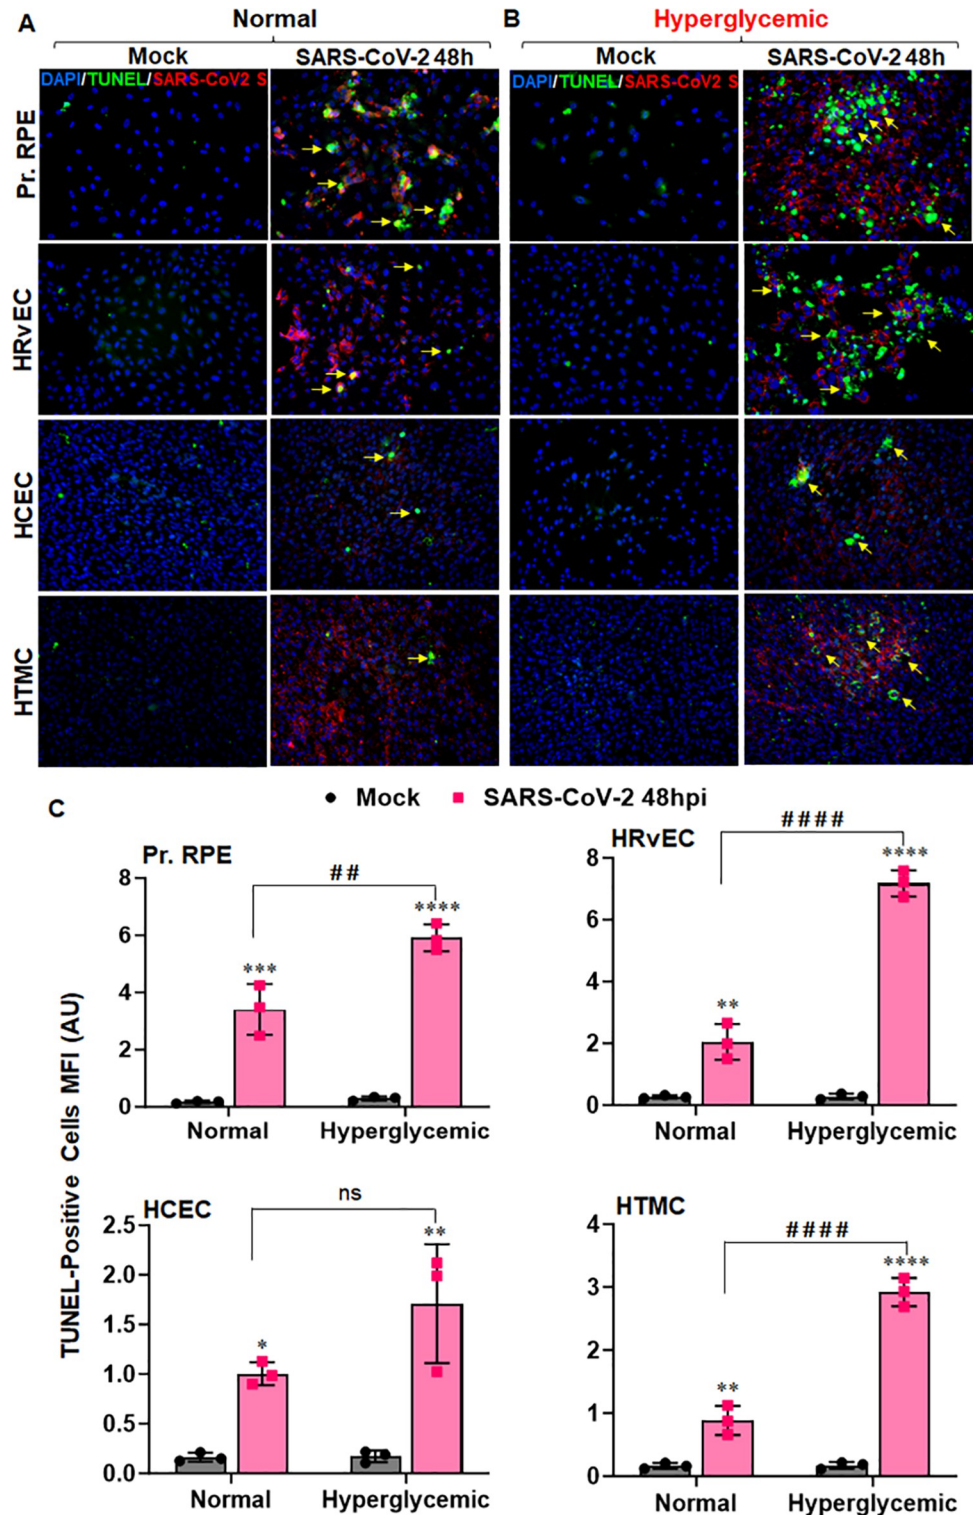 A Normal B Hyperglycemic
Mock SARS-CoV-2 48h Mock SARS-CoV-2 48h
DAPI/TUNEL/SARS-CoV2 S DAPI/TUNEL/SARS-CoV2 S
Pr. RPE
HRvEC
HCEC
HTMC
C ● Mock ■ SARS-CoV-2 48hpi
TUNEL-Positive Cells MFI (AU)
Pr. RPE
##
***
****
8
6
4
2
0
Normal Hyperglycemic
HRvEC
####
**
****
8
6
4
2
0
Normal Hyperglycemic
HCEC
ns
*
**
2.5
2.0
1.5
1.0
0.5
0.0
Normal Hyperglycemic
HTMC
####
**
****
4
3
2
1
0
Normal Hyperglycemic